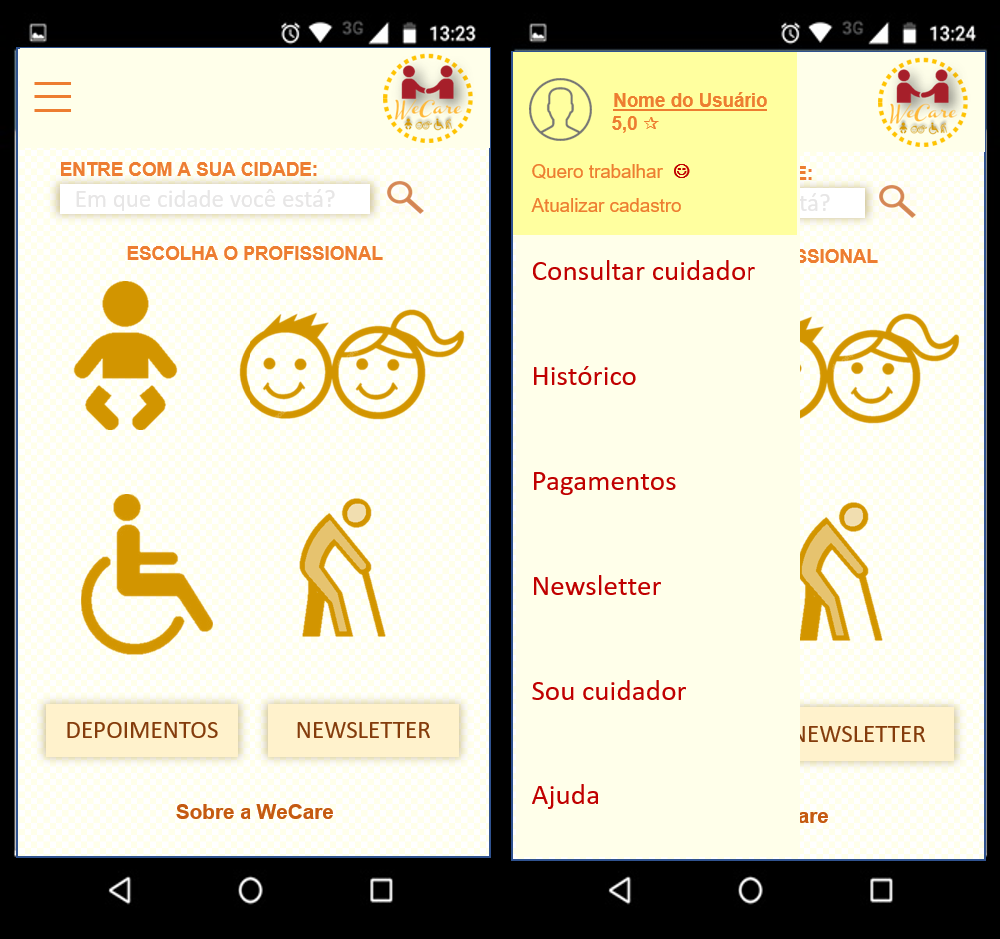 3G 13:23
WeCare
ENTRE COM A SUA CIDADE:
Em que cidade você está?
ESCOLHA O PROFISSIONAL
DEPOIMENTOS
NEWSLETTER
Sobre a WeCare
3G 13:24
Nome do Usuário
5,0 ☆
WeCare
Quero trabalhar
Atualizar cadastro
E:
tá?
Consultar cuidador
SSIONAL
Histórico
Pagamentos
Newsletter
Sou cuidador
NEWSLETTER
Ajuda
are